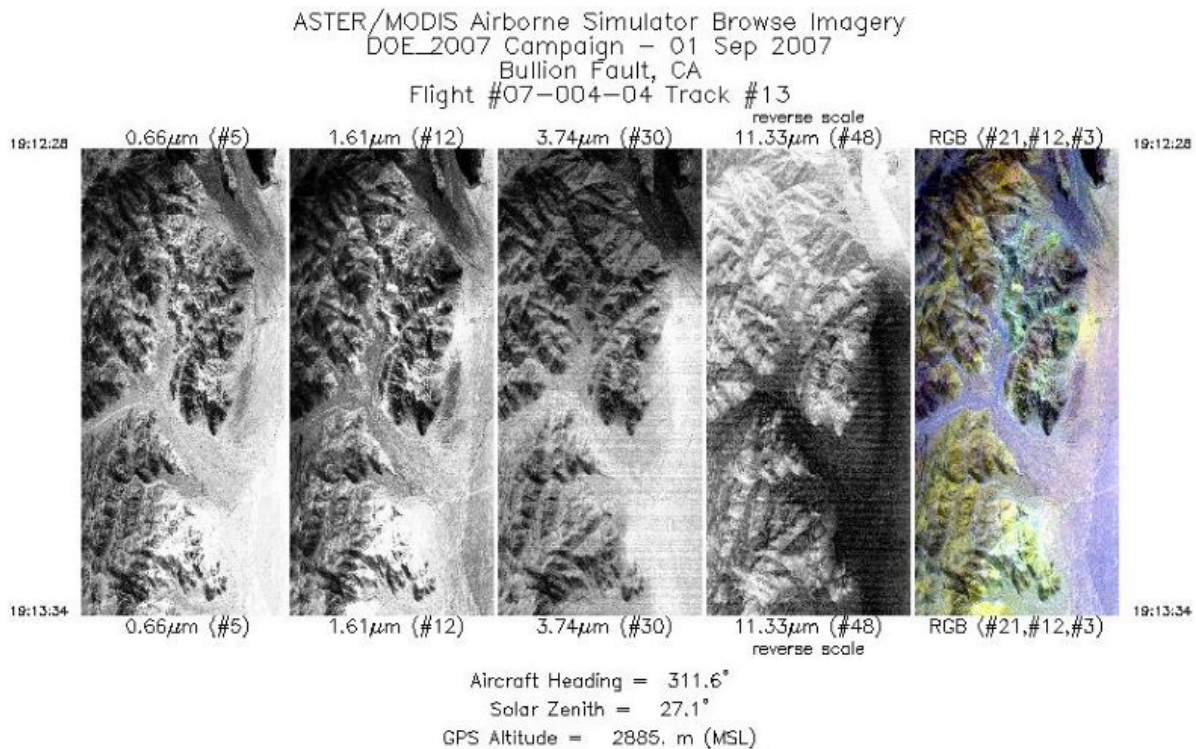 ASTER/MODIS Airborne Simulator Browse Imagery
DOE_2007 Campaign - 01 Sep 2007
Bullion Fault, CA
Flight #07-004-04 Track #13
reverse scale
19:12:28 0.66μm (#5) 1.61μm (#12) 3.74μm (#30) 11.33μm (#48) RGB (#21,#12,#3) 19:12:28
19:13:34 0.66μm (#5) 1.61μm (#12) 3.74μm (#30) 11.33μm (#48) RGB (#21,#12,#3) 19:13:34
reverse scale
Aircraft Heading = 311.6°
Solar Zenith = 27.1°
GPS Altitude = 2885. m (MSL)